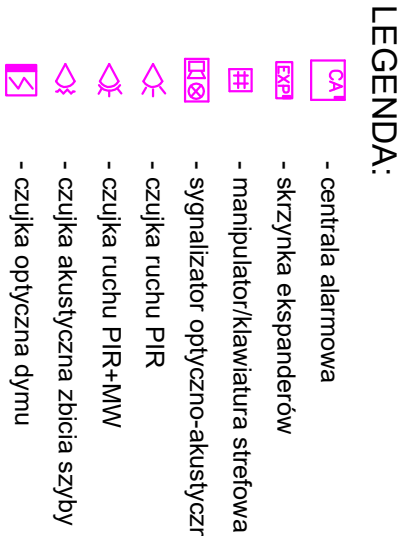 LEGENDA:
CA - centrala alarmowa
EXP - skrzynka ekspanderów
# - manipulator/klawiatura strefowa
- sygnalizator optyczno-akustyczn
- czujka ruchu PIR
- czujka ruchu PIR+MW
- czujka akustyczna zbicia szyby
- czujka optyczna dymu